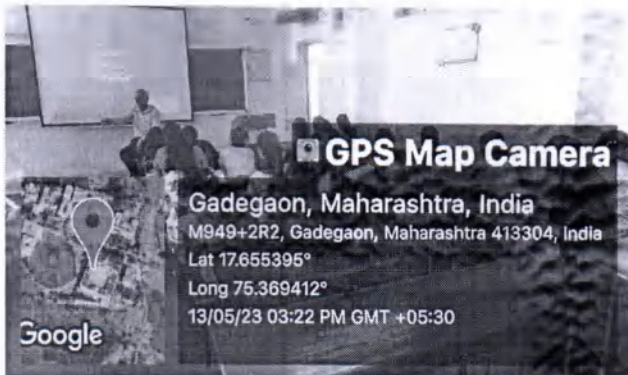 GPS Map Camera
Gadegaon, Maharashtra, India
M949+2R2, Gadegaon, Maharashtra 413304, India
Lat 17.655395°
Long 75.369412°
13/05/23 03:22 PM GMT +05:30
Google